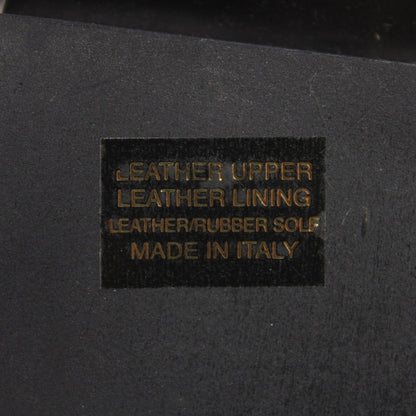 LEATHER UPPER
LEATHER LINING
LEATHER/RUBBER SOLE
MADE IN ITALY